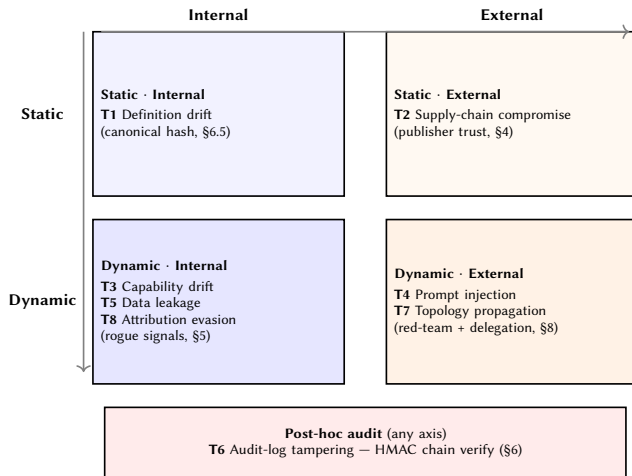 Internal
External
Static
Static · Internal
T1 Definition drift
(canonical hash, §6.5)
Static · External
T2 Supply-chain compromise
(publisher trust, §4)
Dynamic
Dynamic · Internal
T3 Capability drift
T5 Data leakage
T8 Attribution evasion
(rogue signals, §5)
Dynamic · External
T4 Prompt injection
T7 Topology propagation
(red-team + delegation, §8)
Post-hoc audit (any axis)
T6 Audit-log tampering — HMAC chain verify (§6)